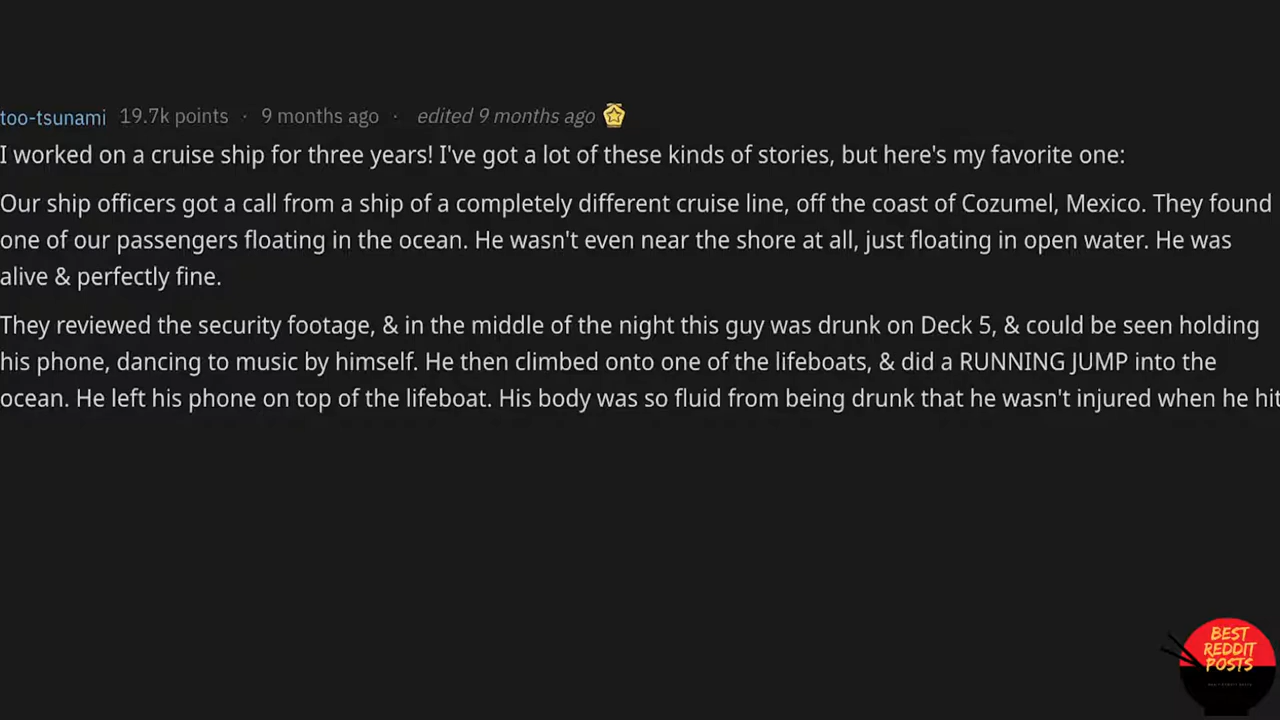 too-tsunami 19.7k points · 9 months ago · edited 9 months ago
I worked on a cruise ship for three years! I've got a lot of these kinds of stories, but here's my favorite one:
Our ship officers got a call from a ship of a completely different cruise line, off the coast of Cozumel, Mexico. They found
one of our passengers floating in the ocean. He wasn't even near the shore at all, just floating in open water. He was
alive & perfectly fine.
They reviewed the security footage, & in the middle of the night this guy was drunk on Deck 5, & could be seen holding
his phone, dancing to music by himself. He then climbed onto one of the lifeboats, & did a RUNNING JUMP into the
ocean. He left his phone on top of the lifeboat. His body was so fluid from being drunk that he wasn't injured when he hit
BEST
REDDIT
POSTS